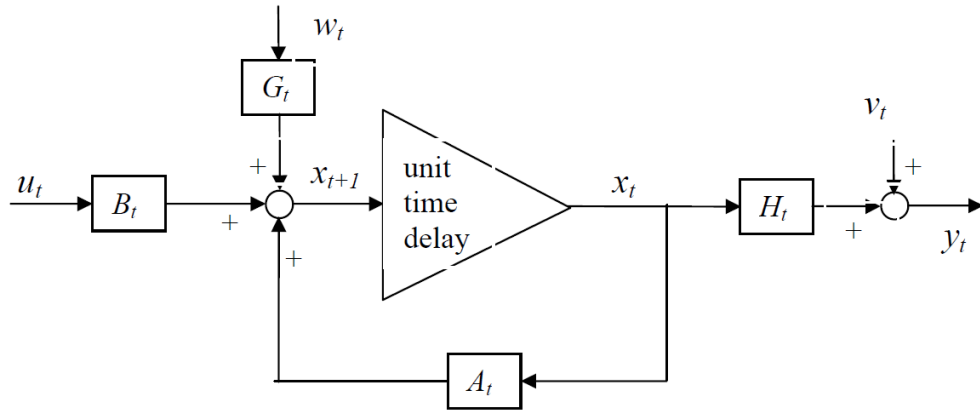 w_t
G_t
v_t
+
+
u_t
B_t
+
x_{t+1}
unit
time
delay
x_t
H_t
+
y_t
+
A_t